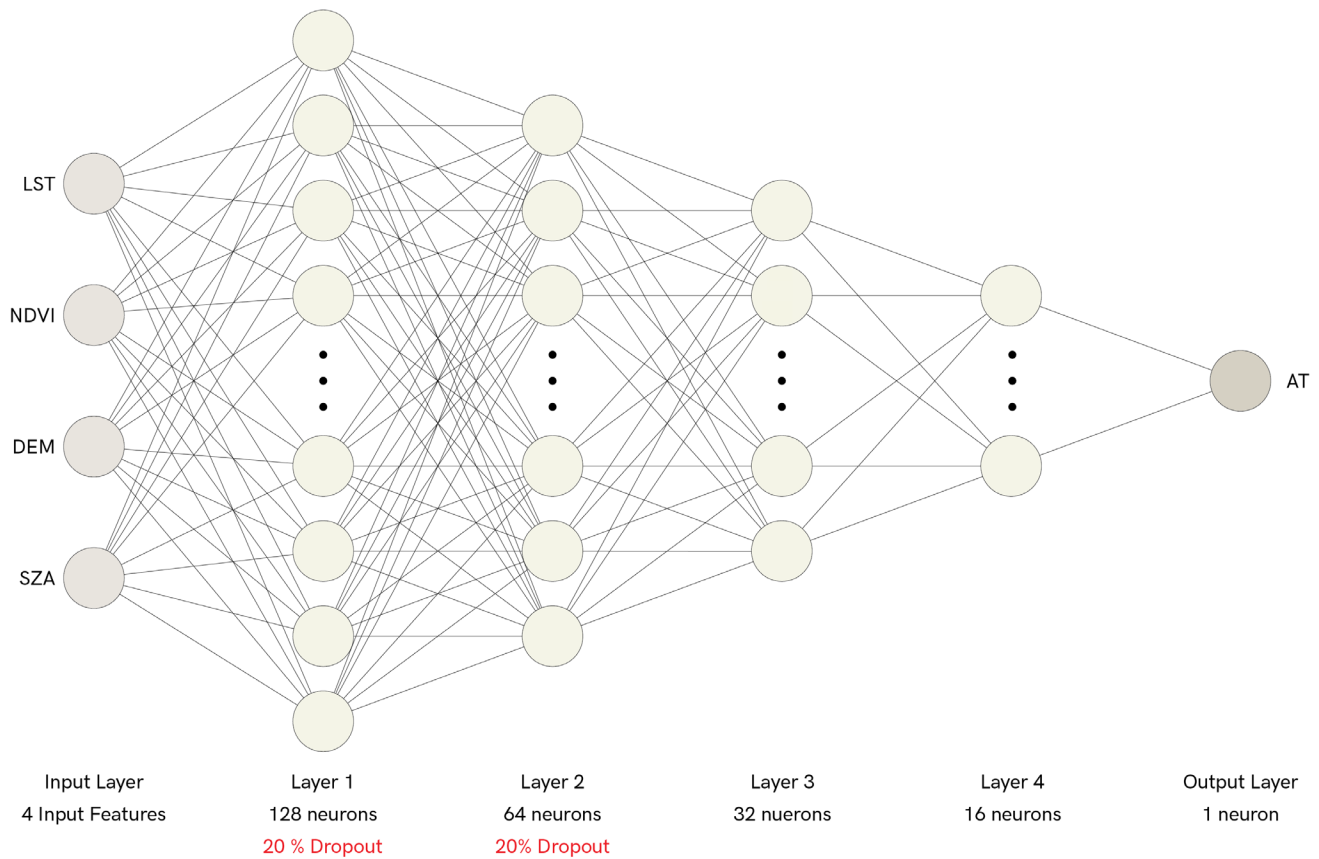 LST
NDVI
DEM
SZA
AT
Input Layer
4 Input Features
Layer 1
128 neurons
20 % Dropout
Layer 2
64 neurons
20% Dropout
Layer 3
32 nuerons
Layer 4
16 neurons
Output Layer
1 neuron